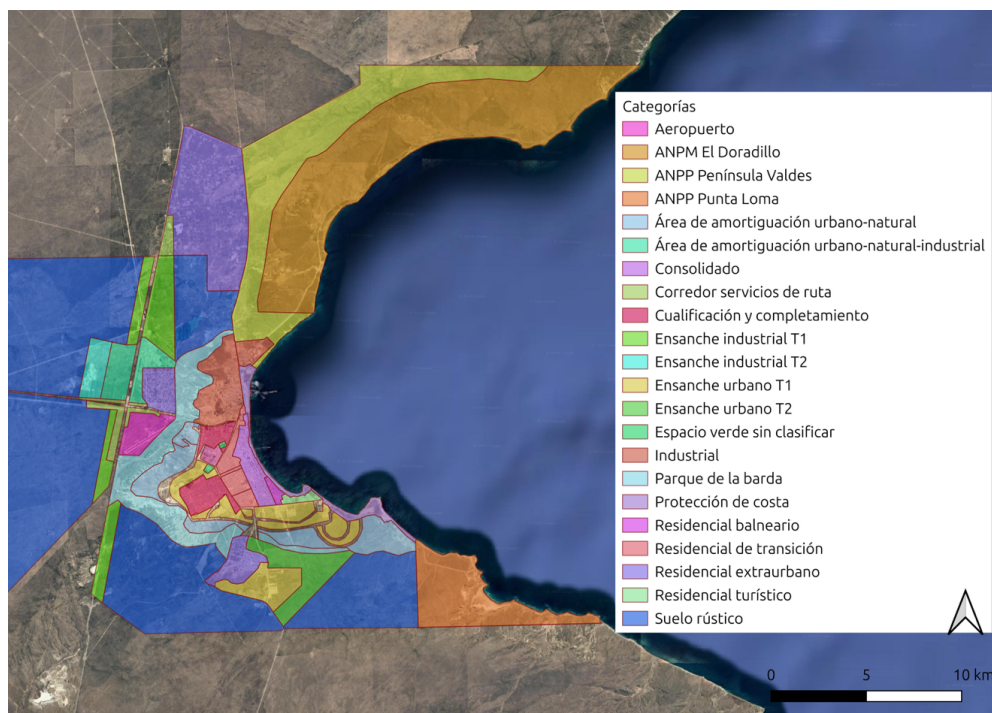 Categorías
Aeropuerto
ANPM El Doradillo
ANPP Península Valdes
ANPP Punta Loma
Área de amortiguación urbano-natural
Área de amortiguación urbano-natural-industrial
Consolidado
Corredor servicios de ruta
Cualificación y completamiento
Ensanche industrial T1
Ensanche industrial T2
Ensanche urbano T1
Ensanche urbano T2
Espacio verde sin clasificar
Industrial
Parque de la barda
Protección de costa
Residencial balneario
Residencial de transición
Residencial extraurbano
Residencial turístico
Suelo rústico
0 5 10 km